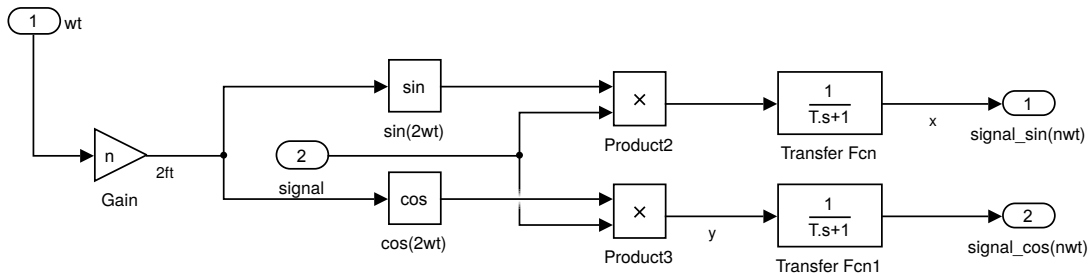 1
wt
n
Gain
2ft
sin
sin(2wt)
2
signal
cos
cos(2wt)
×
Product2
×
Product3
1
T.s+1
Transfer Fcn
x
1
signal_sin(nwt)
y
1
T.s+1
Transfer Fcn1
2
signal_cos(nwt)